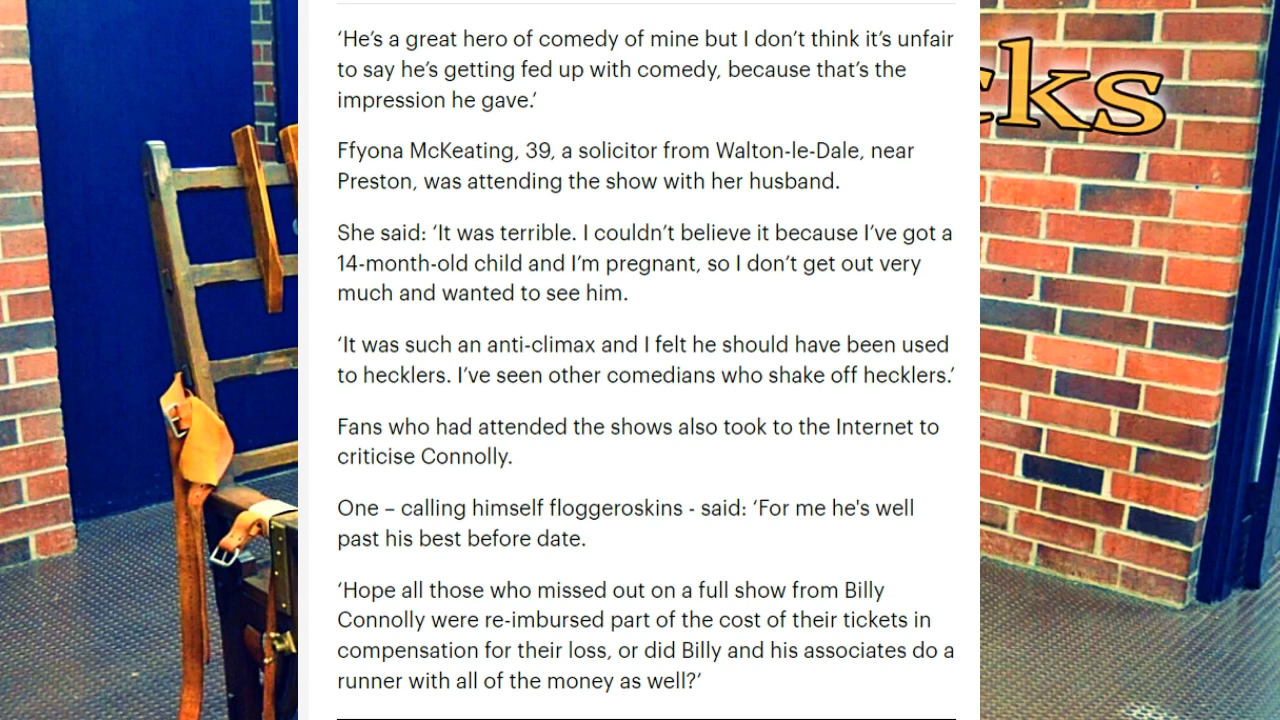 ‘He’s a great hero of comedy of mine but I don’t think it’s unfair
to say he’s getting fed up with comedy, because that’s the
impression he gave.’
Ffyona McKeating, 39, a solicitor from Walton-le-Dale, near
Preston, was attending the show with her husband.
She said: ‘It was terrible. I couldn’t believe it because I’ve got a
14-month-old child and I’m pregnant, so I don’t get out very
much and wanted to see him.
‘It was such an anti-climax and I felt he should have been used
to hecklers. I’ve seen other comedians who shake off hecklers.’
Fans who had attended the shows also took to the Internet to
criticise Connolly.
One – calling himself floggeroskins - said: ‘For me he's well
past his best before date.
‘Hope all those who missed out on a full show from Billy
Connolly were re-imbursed part of the cost of their tickets in
compensation for their loss, or did Billy and his associates do a
runner with all of the money as well?’
cks